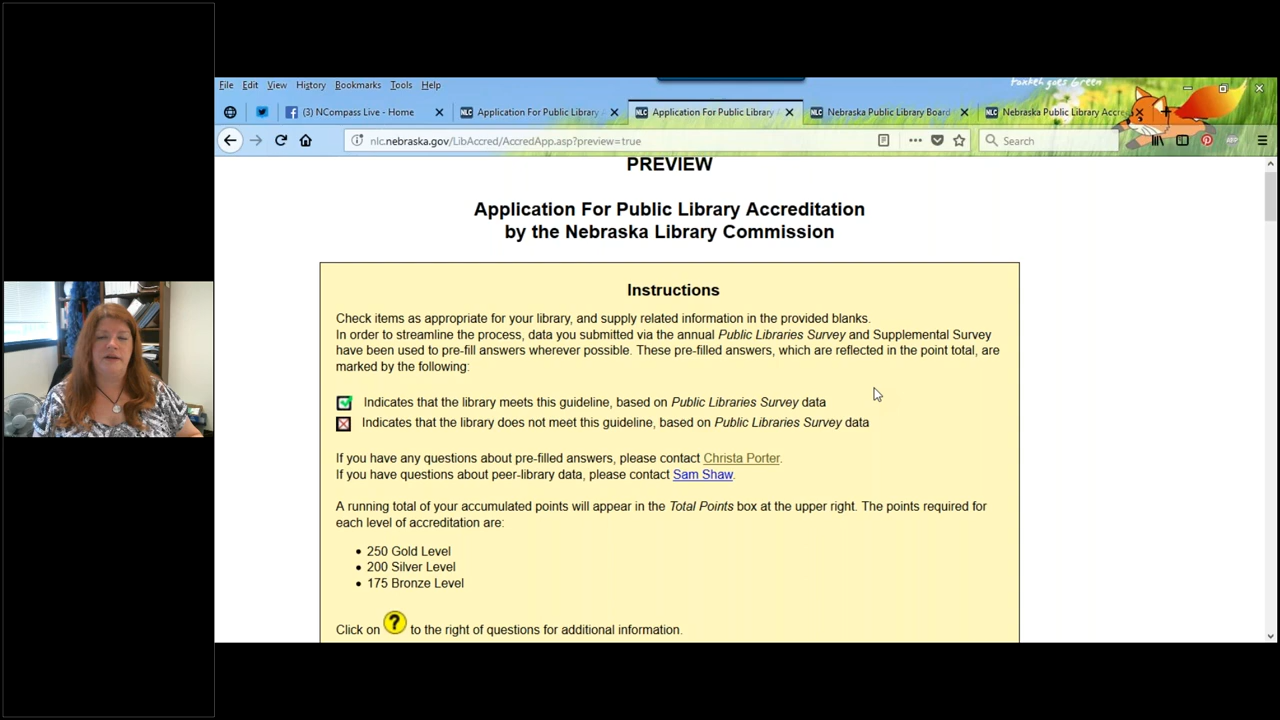 foxkeh goes Green
File Edit View History Bookmarks Tools Help
(3) NCompass Live - Home
NLC Application For Public Library
NLC Application For Public Library
NLC Nebraska Public Library Board
NLC Nebraska Public Library Accre
nlc.nebraska.gov/LibAccred/AccredApp.asp?preview=true
Search
PREVIEW
Application For Public Library Accreditation
by the Nebraska Library Commission
Instructions
Check items as appropriate for your library, and supply related information in the provided blanks.
In order to streamline the process, data you submitted via the annual Public Libraries Survey and Supplemental Survey
have been used to pre-fill answers wherever possible. These pre-filled answers, which are reflected in the point total, are
marked by the following:
Indicates that the library meets this guideline, based on Public Libraries Survey data
Indicates that the library does not meet this guideline, based on Public Libraries Survey data
If you have any questions about pre-filled answers, please contact Christa Porter.
If you have questions about peer-library data, please contact Sam Shaw.
A running total of your accumulated points will appear in the Total Points box at the upper right. The points required for
each level of accreditation are:
• 250 Gold Level
• 200 Silver Level
• 175 Bronze Level
Click on ? to the right of questions for additional information.